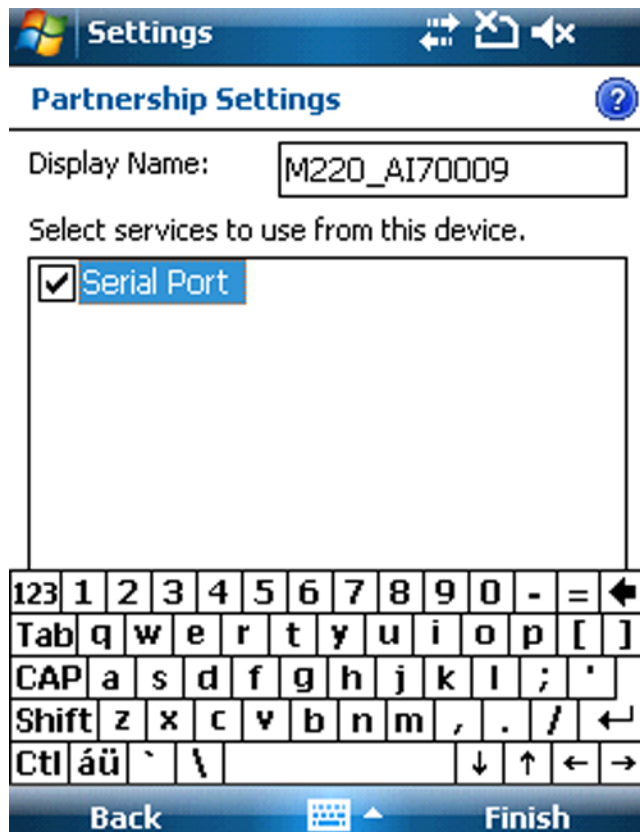 Settings
Partnership Settings ?
Display Name: M220_AI70009
Select services to use from this device.
Serial Port
123 1 2 3 4 5 6 7 8 9 0 - =
Tab q w e r t y u i o p [ ]
CAP a s d f g h j k l ; '
Shift z x c v b n m , . /
Ctl áü ` \
Back Finish